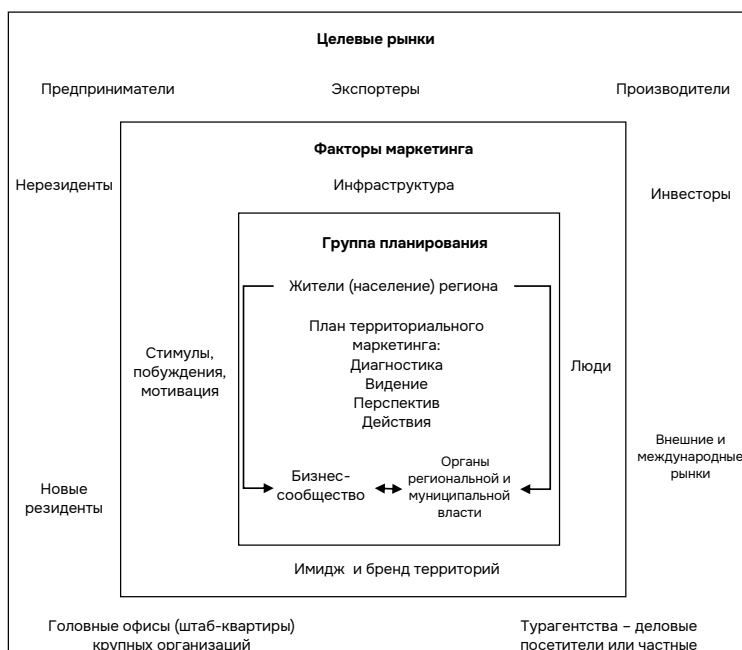 Целевые рынки
Предприниматели
Экспортеры
Производители
Факторы маркетинга
Нерезиденты
Инфраструктура
Инвесторы
Группа планирования
Жители (население) региона
План территориального
маркетинга:
Диагностика
Видение
Перспектив
Действия
Стимулы,
побуждения,
мотивация
Люди
Внешние и
международные
рынки
Новые
резиденты
Бизнес-
сообщество
Органы
региональной и
муниципальной
власти
Имидж и бренд территорий
Головные офисы (штаб-квартиры)
крупных организаций
Турагентства – деловые
посетители или частные